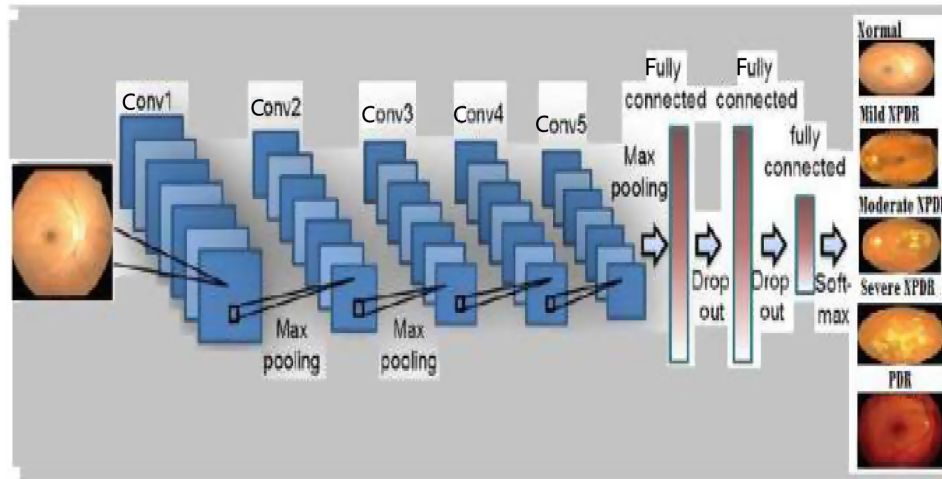 Conv1
Conv2
Conv3
Conv4
Conv5
Max
pooling
Max
pooling
Max
pooling
Fully
connected
Drop
out
Fully
connected
Drop
out
fully
connected
Soft-
max
Normal
Mild NPDR
Moderate NPD
Severe NPDR
PDR